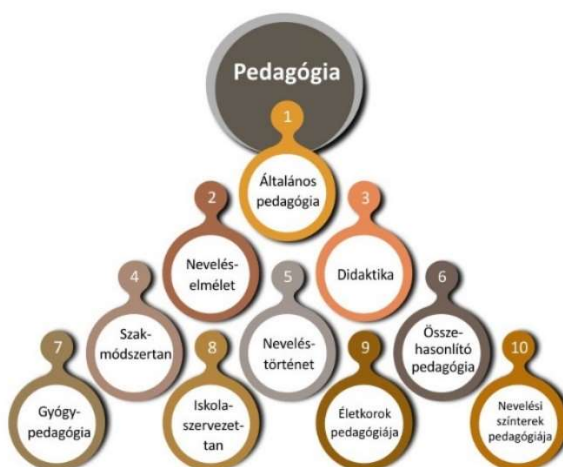 Pedagógia
1
Általános
pedagógia
2
Nevelés-
elmélet
3
Didaktika
4
Szak-
módszertan
5
Nevelés-
történet
6
Össze-
hasonlító
pedagógia
7
Gyógy-
pedagógia
8
Iskola-
szervezet-
tan
9
Életkorok
pedagógiája
10
Nevelési
színterek
pedagógiája